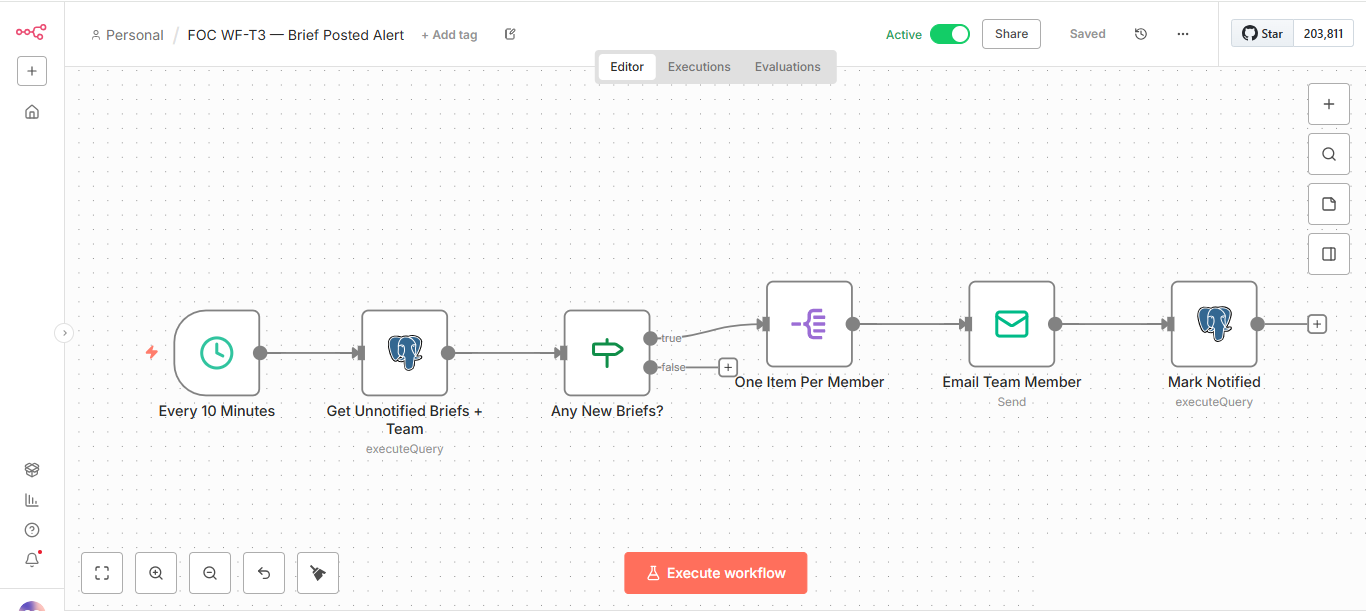 Personal / FOC WF-T3 — Brief Posted Alert + Add tag
Active
Share
Saved
Star 203,811
Editor Executions Evaluations
true
false
One Item Per Member
Email Team Member
Send
Mark Notified
executeQuery
Every 10 Minutes
Get Unnotified Briefs +
Team
executeQuery
Any New Briefs?
Execute workflow